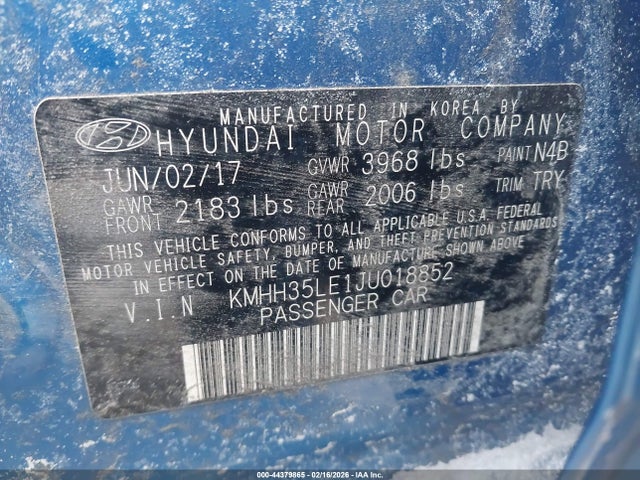 MANUFACTURED IN KOREA BY
HYUNDAI MOTOR COMPANY
JUN/02/17 GVWR 3968 lbs PAINT N4B
GAWR FRONT 2183 lbs GAWR REAR 2006 lbs TRIM TRY
THIS VEHICLE CONFORMS TO ALL APPLICABLE U.S.A. FEDERAL
MOTOR VEHICLE SAFETY, BUMPER, AND THEFT PREVENTION STANDARDS
IN EFFECT ON THE DATE OF MANUFACTURE SHOWN ABOVE
V.I.N KMHH35LE1JU018852
PASSENGER CAR
000-44379865 - 02/16/2026 - IAA Inc.